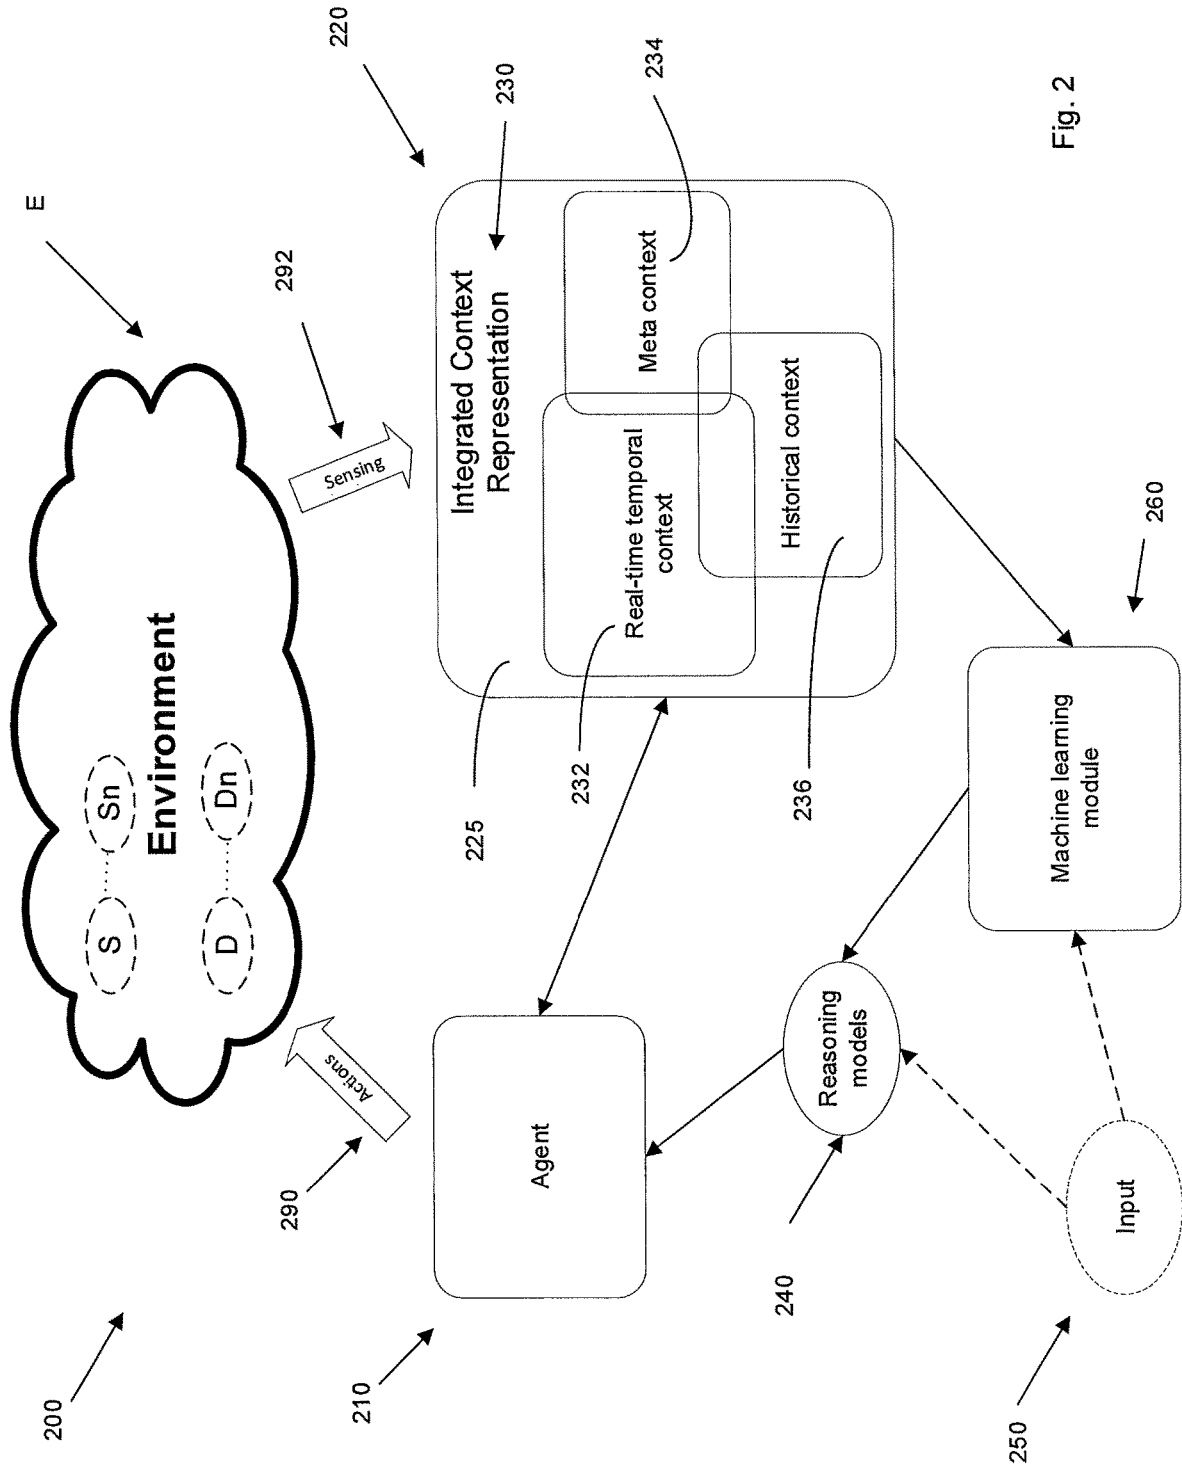 200
E
S
Sn
D
Dn
Environment
290
Actions
Sensing
292
210
Agent
220
Integrated Context
Representation
230
225
Real-time temporal
context
232
Meta context
234
Historical context
236
240
Reasoning
models
250
Input
Machine learning
module
260
Fig. 2